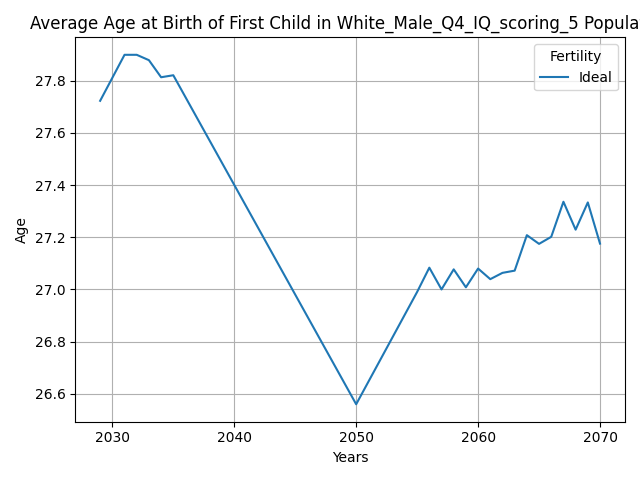 Average Age at Birth of First Child in White_Male_Q4_IQ_scoring_5 Popula
Fertility
Ideal
Age
27.8
27.6
27.4
27.2
27.0
26.8
26.6
2030 2040 2050 2060 2070
Years